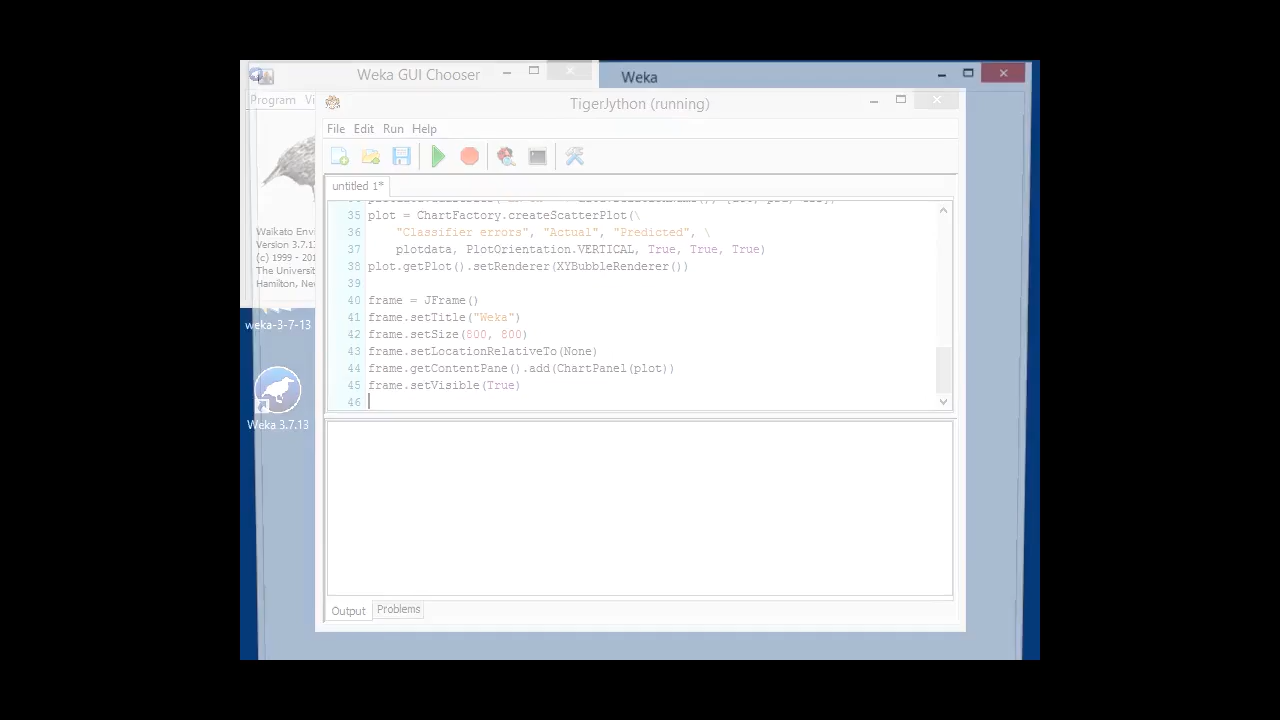 Weka GUI Chooser
Weka
Program
TigerJython (running)
File Edit Run Help
untitled 1*
35 plot = ChartFactory.createScatterPlot(\
36 "Classifier errors", "Actual", "Predicted", \
37 plotdata, PlotOrientation.VERTICAL, True, True, True)
38 plot.getPlot().setRenderer(XYBubbleRenderer())
39
40 frame = JFrame()
41 frame.setTitle("Weka")
42 frame.setSize(800, 800)
43 frame.setLocationRelativeTo(None)
44 frame.getContentPane().add(ChartPanel(plot))
45 frame.setVisible(True)
46
Waikato Env
Version 3.7.13
(c) 1999 - 201
The Universit
Hamilton, New
weka-3-7-13
Weka 3.7.13
Output Problems